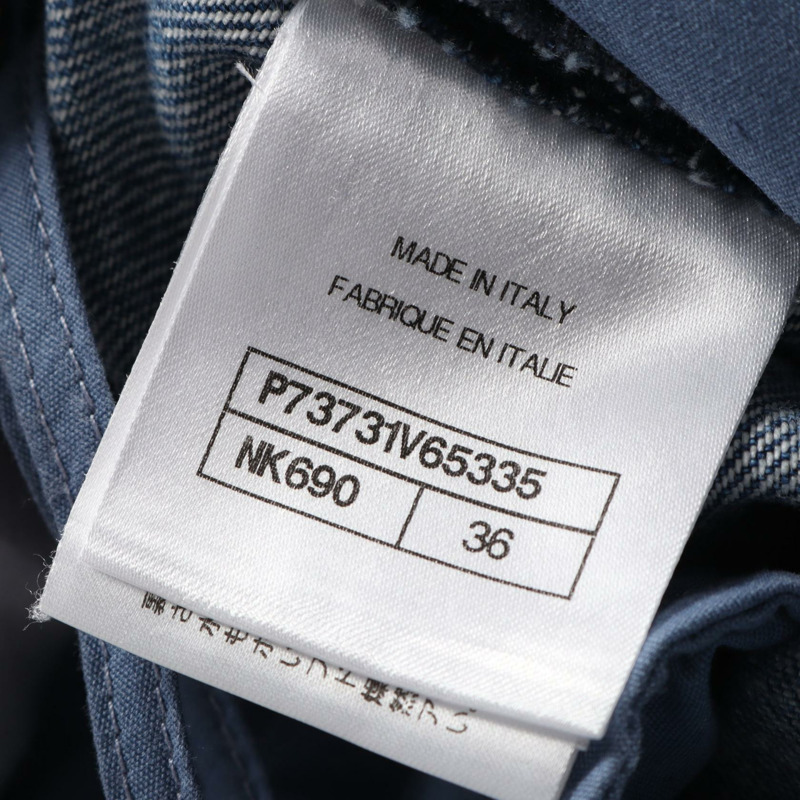 MADE IN ITALY
FABRIQUE EN ITALIE
P73731V65335
NK690
36